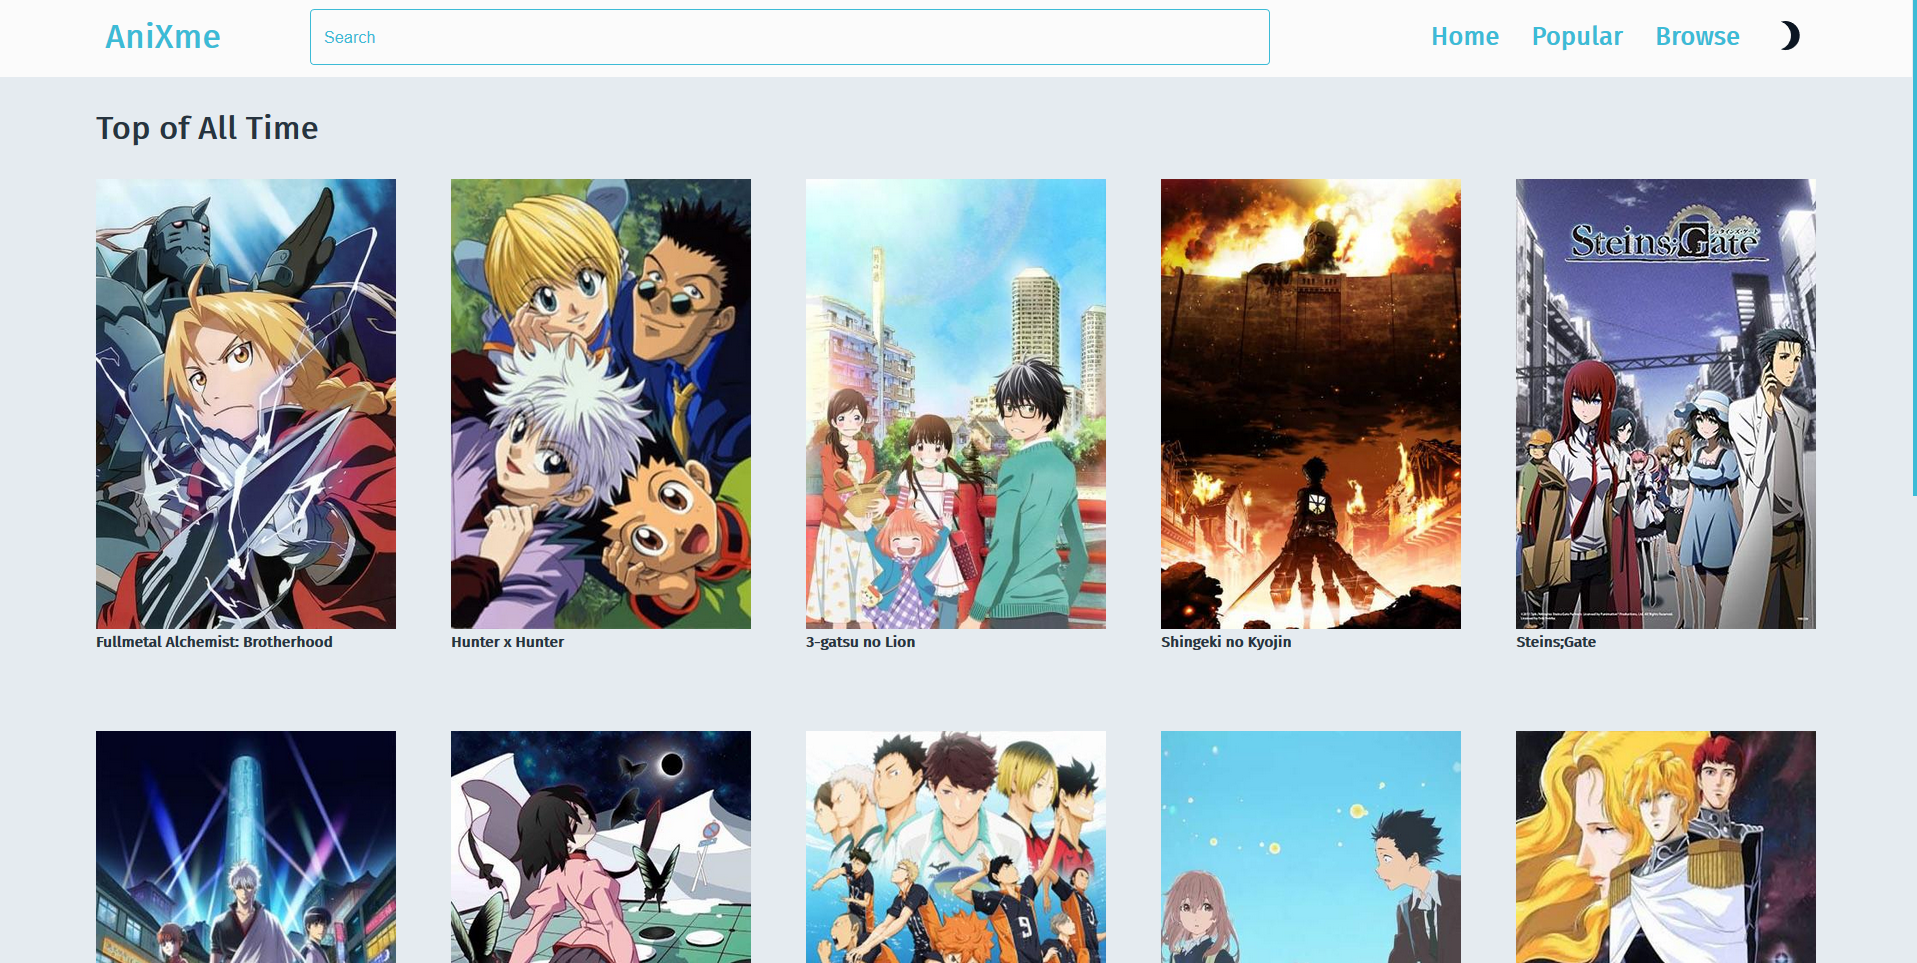 AniXme
Search
Home
Popular
Browse
Top of All Time
Steins;Gate
Fullmetal Alchemist: Brotherhood
Hunter x Hunter
3-gatsu no Lion
Shingeki no Kyojin
Steins;Gate
9